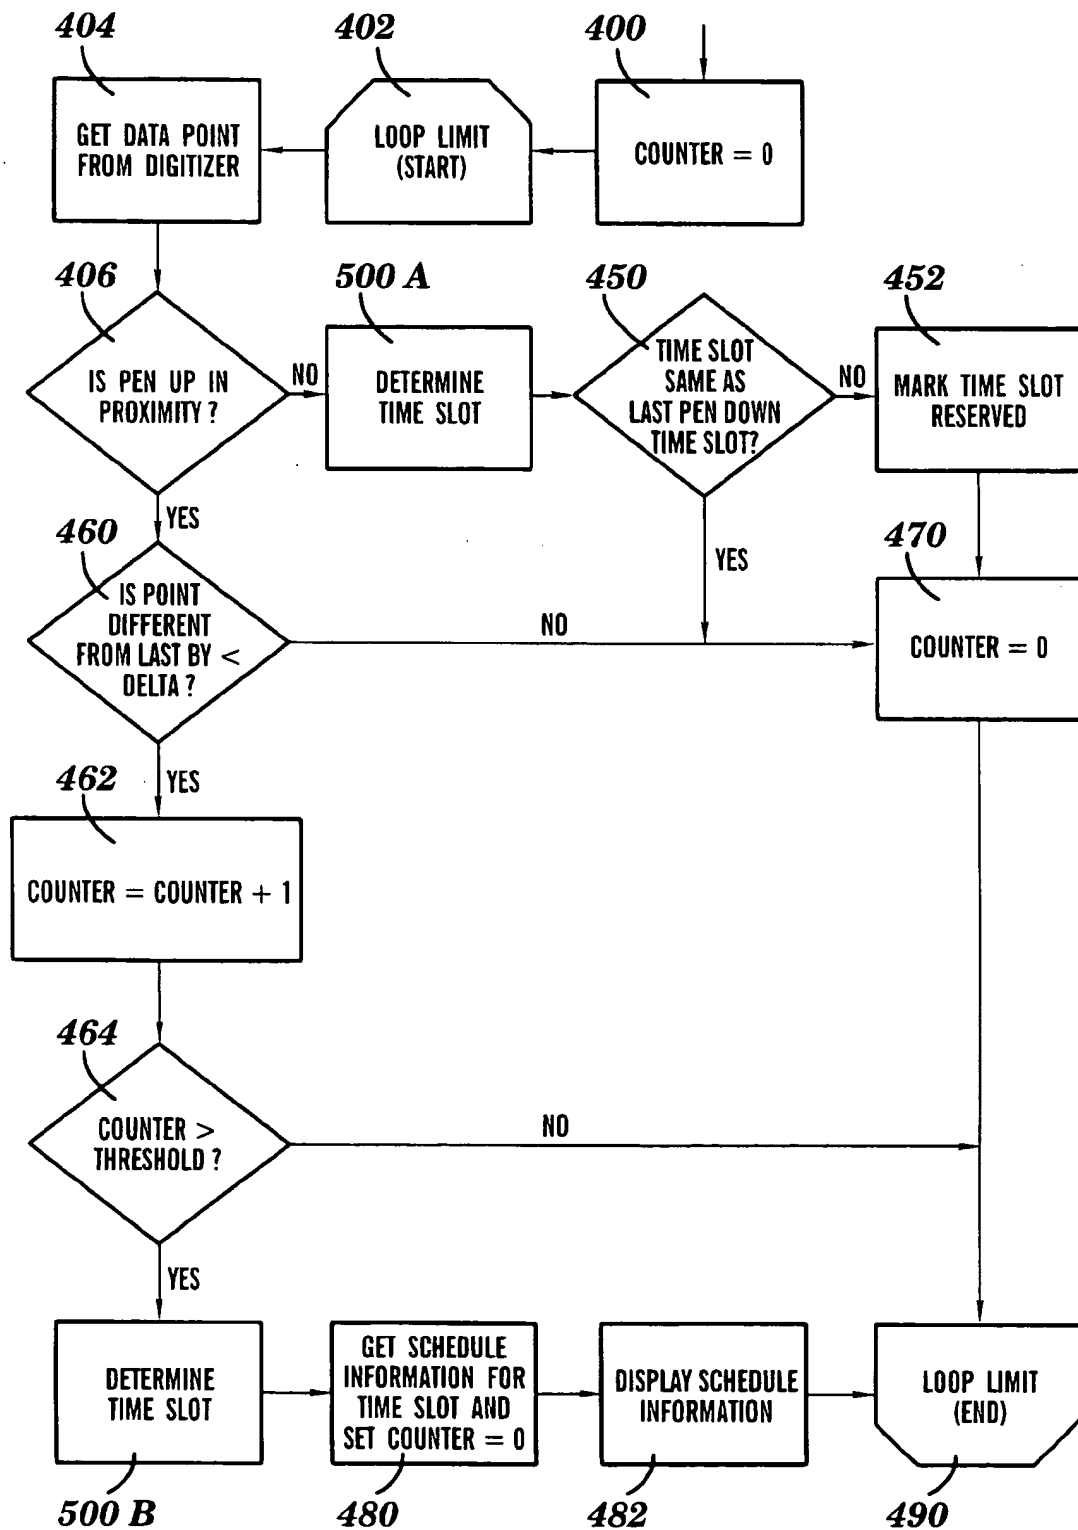 404
402
400
GET DATA POINT
FROM DIGITIZER
LOOP LIMIT
(START)
COUNTER = 0
406
500 A
450
452
IS PEN UP IN
PROXIMITY ?
NO
DETERMINE
TIME SLOT
TIME SLOT
SAME AS
LAST PEN DOWN
TIME SLOT?
NO
MARK TIME SLOT
RESERVED
YES
YES
460
470
IS POINT
DIFFERENT
FROM LAST BY <
DELTA ?
NO
COUNTER = 0
YES
462
COUNTER = COUNTER + 1
464
COUNTER >
THRESHOLD ?
NO
YES
DETERMINE
TIME SLOT
GET SCHEDULE
INFORMATION FOR
TIME SLOT AND
SET COUNTER = 0
DISPLAY SCHEDULE
INFORMATION
LOOP LIMIT
(END)
500 B
480
482
490